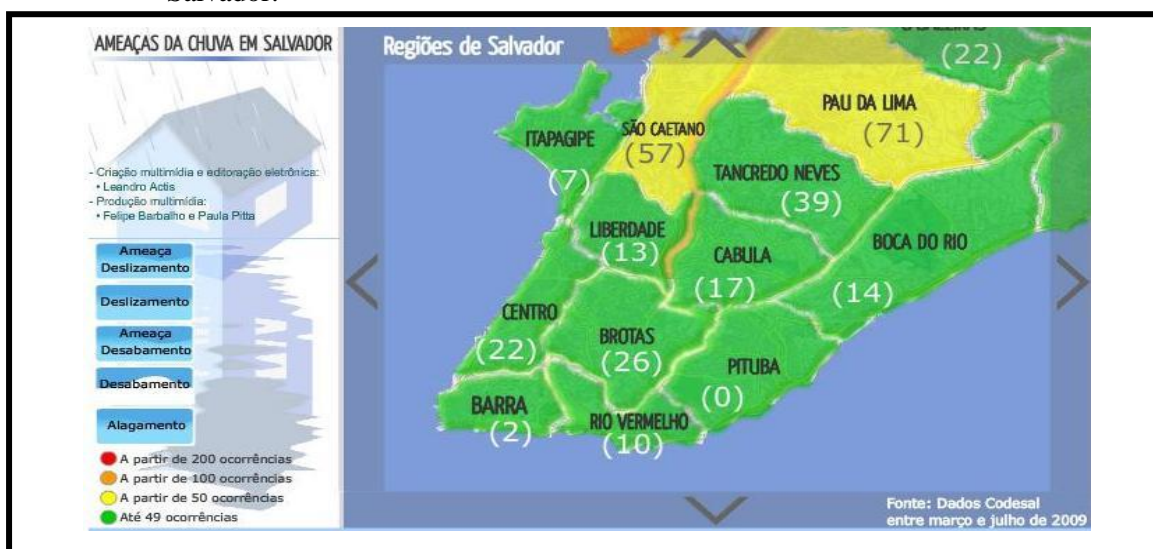 Salvador.
AMEAÇAS DA CHUVA EM SALVADOR
- Criação multimídia e editoração eletrônica:
• Leandro Actis
- Produção multimídia:
• Felipe Barbalho e Paula Pitta
Ameaça
Deslizamento
Deslizamento
Ameaça
Desabamento
Desabamento
Alagamento
A partir de 200 ocorrências
A partir de 100 ocorrências
A partir de 50 ocorrências
Até 49 ocorrências
Regiões de Salvador
(22)
PAU DA LIMA
(71)
SÃO CAETANO
(57)
ITAPAGIPE
(7)
TANCREDO NEVES
(39)
LIBERDADE
(13)
CABULA
(17)
BOCA DO RIO
(14)
CENTRO
(22)
BROTAS
(26)
PITUBA
(0)
BARRA
(2)
RIO VERMELHO
(10)
Fonte: Dados Codesal
entre março e julho de 2009